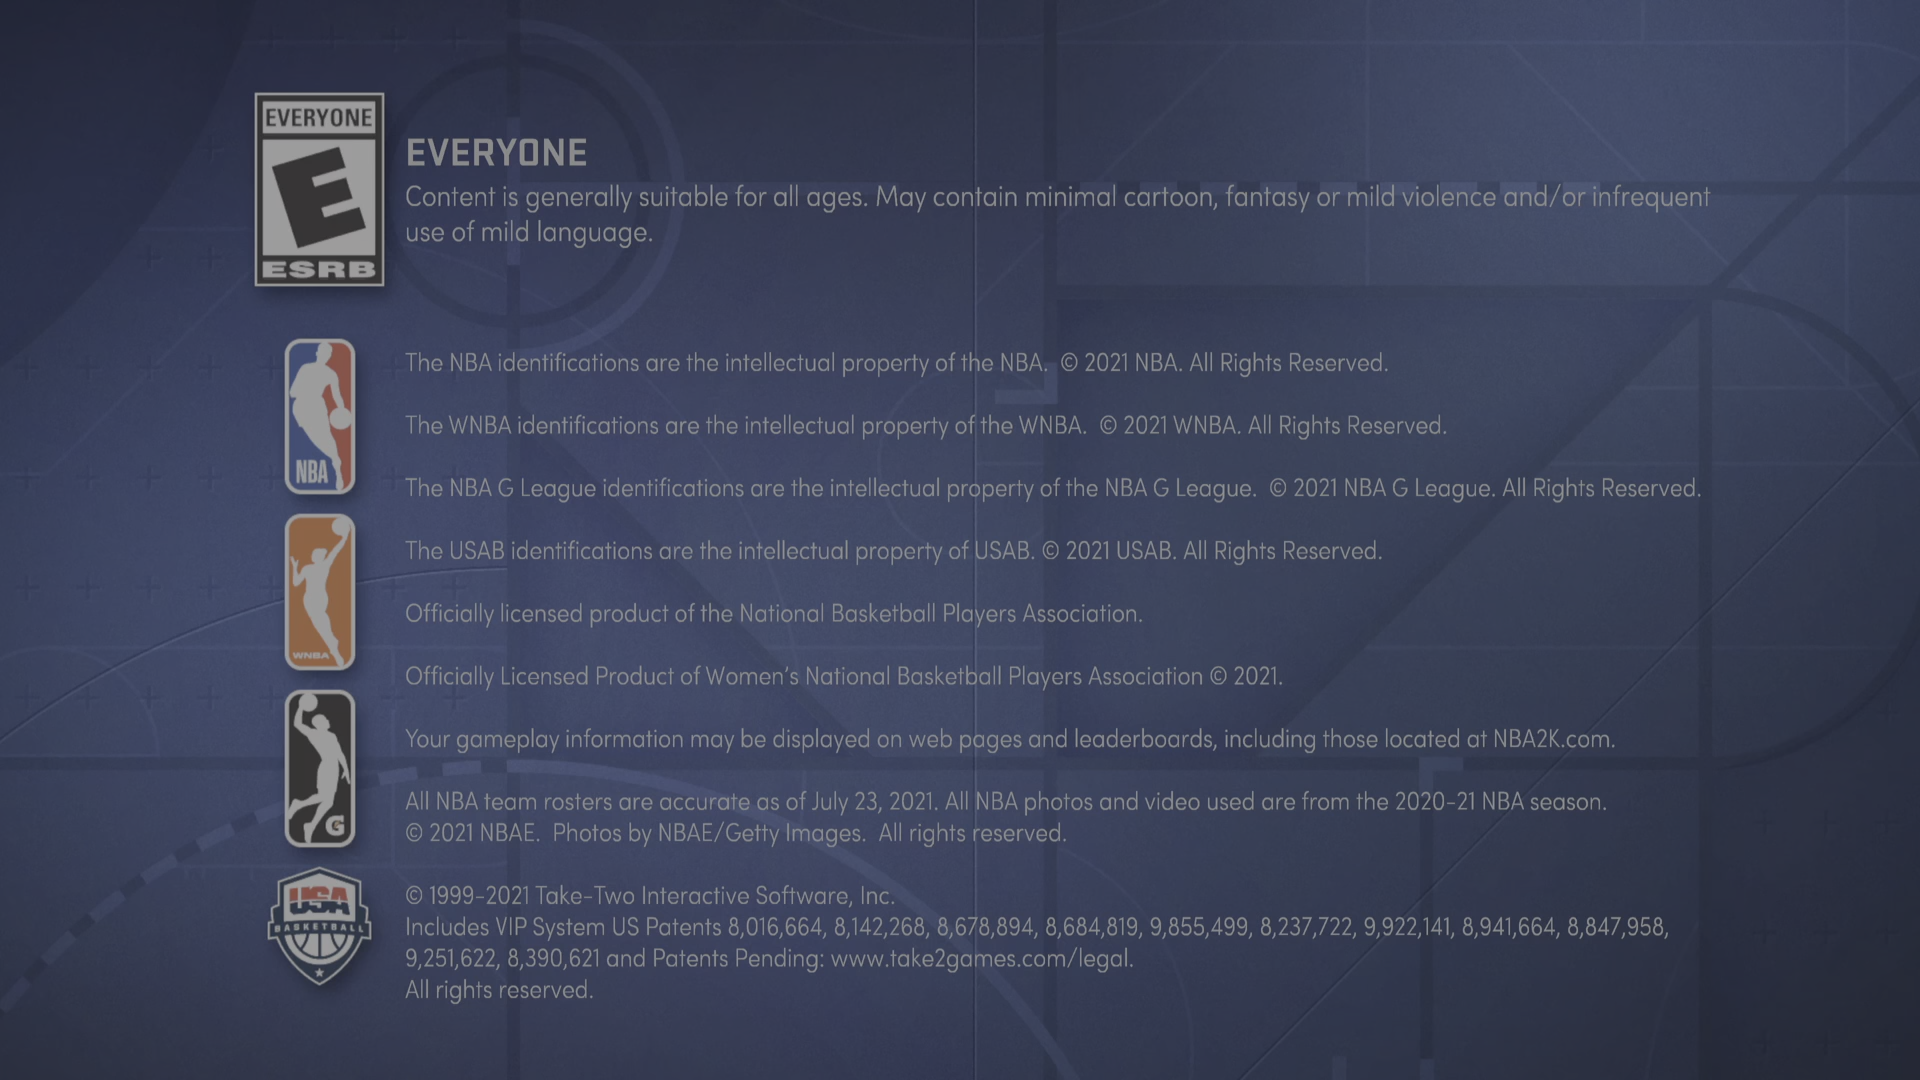 EVERYONE
E
ESRB
EVERYONE
Content is generally suitable for all ages. May contain minimal cartoon, fantasy or mild violence and/or infrequent
use of mild language.
NBA
The NBA identifications are the intellectual property of the NBA.  © 2021 NBA. All Rights Reserved.
The WNBA identifications are the intellectual property of the WNBA.  © 2021 WNBA. All Rights Reserved.
The NBA G League identifications are the intellectual property of the NBA G League.  © 2021 NBA G League. All Rights Reserved.
WNBA
The USAB identifications are the intellectual property of USAB. © 2021 USAB. All Rights Reserved.
Officially licensed product of the National Basketball Players Association.
Officially Licensed Product of Women's National Basketball Players Association © 2021.
G
Your gameplay information may be displayed on web pages and leaderboards, including those located at NBA2K.com.
All NBA team rosters are accurate as of July 23, 2021. All NBA photos and video used are from the 2020-21 NBA season.
© 2021 NBAE.  Photos by NBAE/Getty Images.  All rights reserved.
USA
BASKETBALL
© 1999-2021 Take-Two Interactive Software, Inc.
Includes VIP System US Patents 8,016,664, 8,142,268, 8,678,894, 8,684,819, 9,855,499, 8,237,722, 9,922,141, 8,941,664, 8,847,958,
9,251,622, 8,390,621 and Patents Pending: www.take2games.com/legal.
All rights reserved.